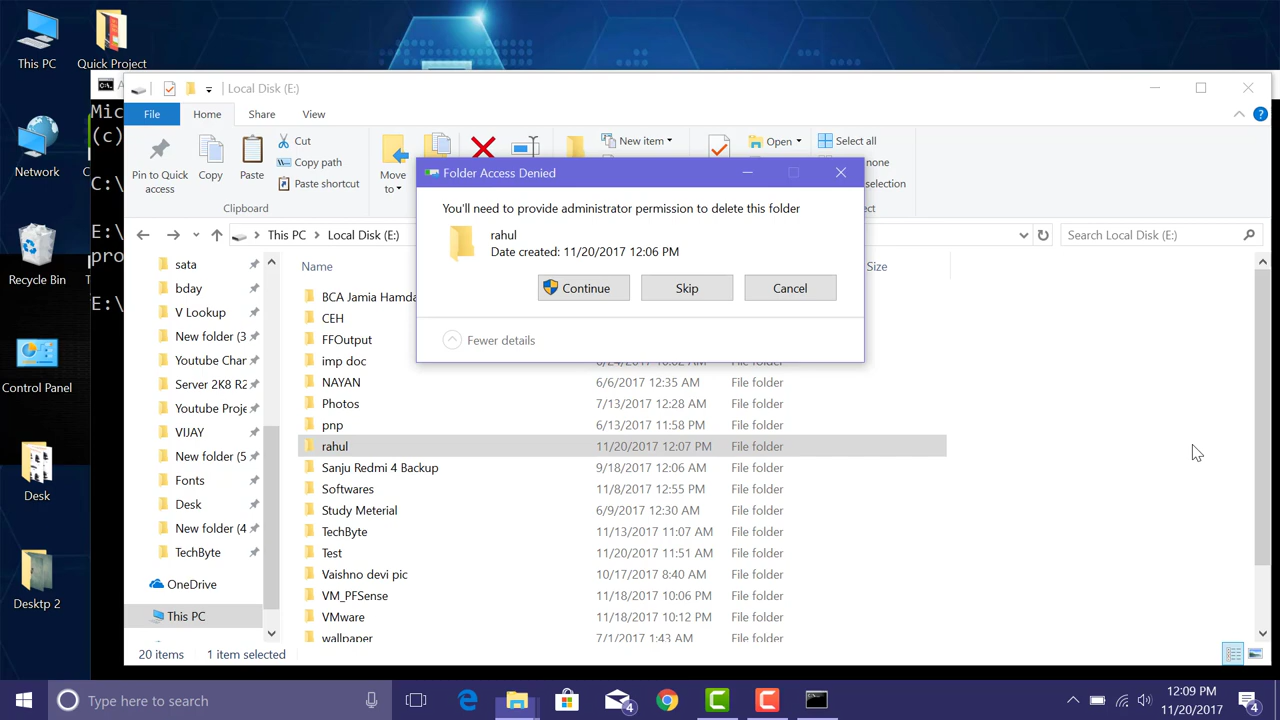 This PC
Quick Project
Network
Recycle Bin
Control Panel
Desk
Desktp 2
Mic
(c)
C:\
E:\
pro
E:\
Local Disk (E:)
File
Home
Share
View
Pin to Quick
access
Copy
Paste
Cut
Copy path
Paste shortcut
Clipboard
Move
to
New item
Open
Select all
none
selection
This PC > Local Disk (E:)
Search Local Disk (E:)
Folder Access Denied
You'll need to provide administrator permission to delete this folder
rahul
Date created: 11/20/2017 12:06 PM
Continue
Skip
Cancel
Fewer details
sata
bday
V Lookup
New folder (3
Youtube Char
Server 2K8 R2
Youtube Proje
VIJAY
New folder (5
Fonts
Desk
New folder (4
TechByte
OneDrive
This PC
Name
Size
BCA Jamia Hamda
CEH
FFOutput
imp doc
NAYAN 6/6/2017 12:35 AM File folder
Photos 7/13/2017 12:28 AM File folder
pnp 6/13/2017 11:58 PM File folder
rahul 11/20/2017 12:07 PM File folder
Sanju Redmi 4 Backup 9/18/2017 12:06 AM File folder
Softwares 11/8/2017 12:55 PM File folder
Study Meterial 6/9/2017 12:30 AM File folder
TechByte 11/13/2017 11:07 AM File folder
Test 11/20/2017 11:51 AM File folder
Vaishno devi pic 10/17/2017 8:40 AM File folder
VM_PFSense 11/18/2017 10:06 PM File folder
VMware 11/18/2017 10:12 PM File folder
wallpaper 7/1/2017 1:43 AM File folder
20 items
1 item selected
Type here to search
4
12:09 PM
11/20/2017
4